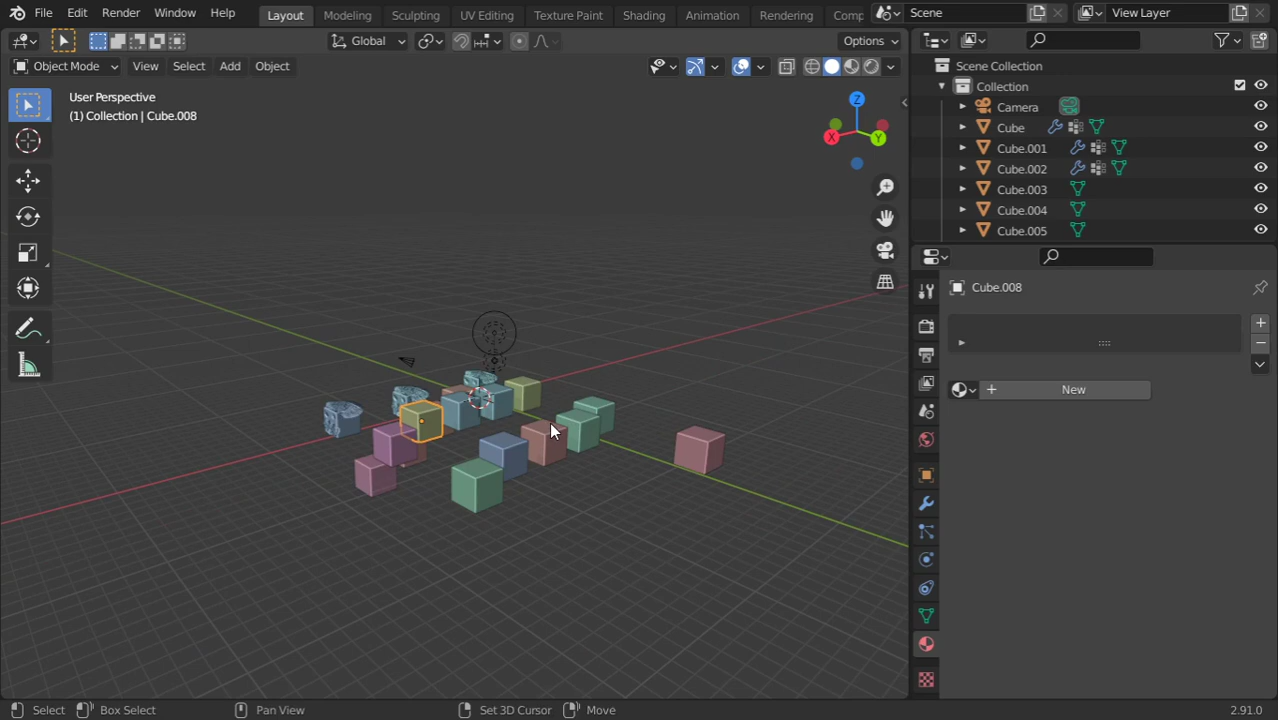 File Edit Render Window Help Layout Modeling Sculpting UV Editing Texture Paint Shading Animation Rendering Comp Scene View Layer
Global Options
Object Mode View Select Add Object
User Perspective
(1) Collection | Cube.008
Z
X
Y
Scene Collection
Collection
Camera
Cube
Cube.001
Cube.002
Cube.003
Cube.004
Cube.005
Cube.008
New
Select Box Select Pan View Set 3D Cursor Move 2.91.0